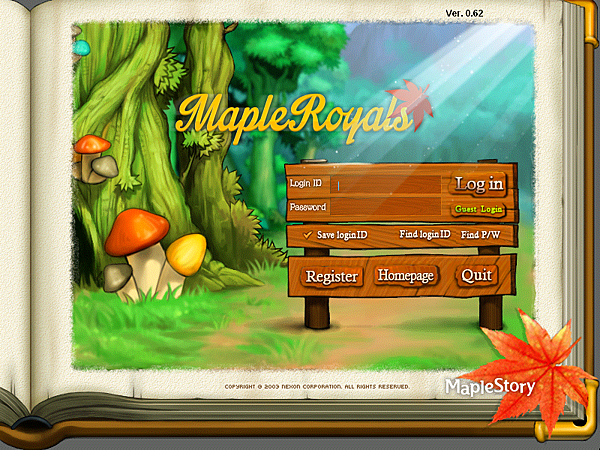 Ver. 0.62
MapleRoyals
Login ID
Log in
Password
Guest Login
Save login ID Find login ID Find P/W
Register Homepage Quit
COPYRIGHT © 2003 NEXON CORPORATION. ALL RIGHTS RESERVED.
MapleStory